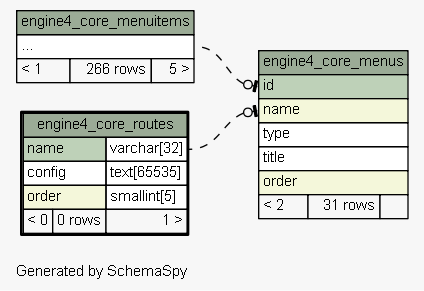 engine4_core_menuitems
...
< 1 266 rows 5 >
engine4_core_menus
id
name
type
title
order
< 2 31 rows
engine4_core_routes
name varchar[32]
config text[65535]
order smallint[5]
< 0 0 rows 1 >
Generated by SchemaSpy